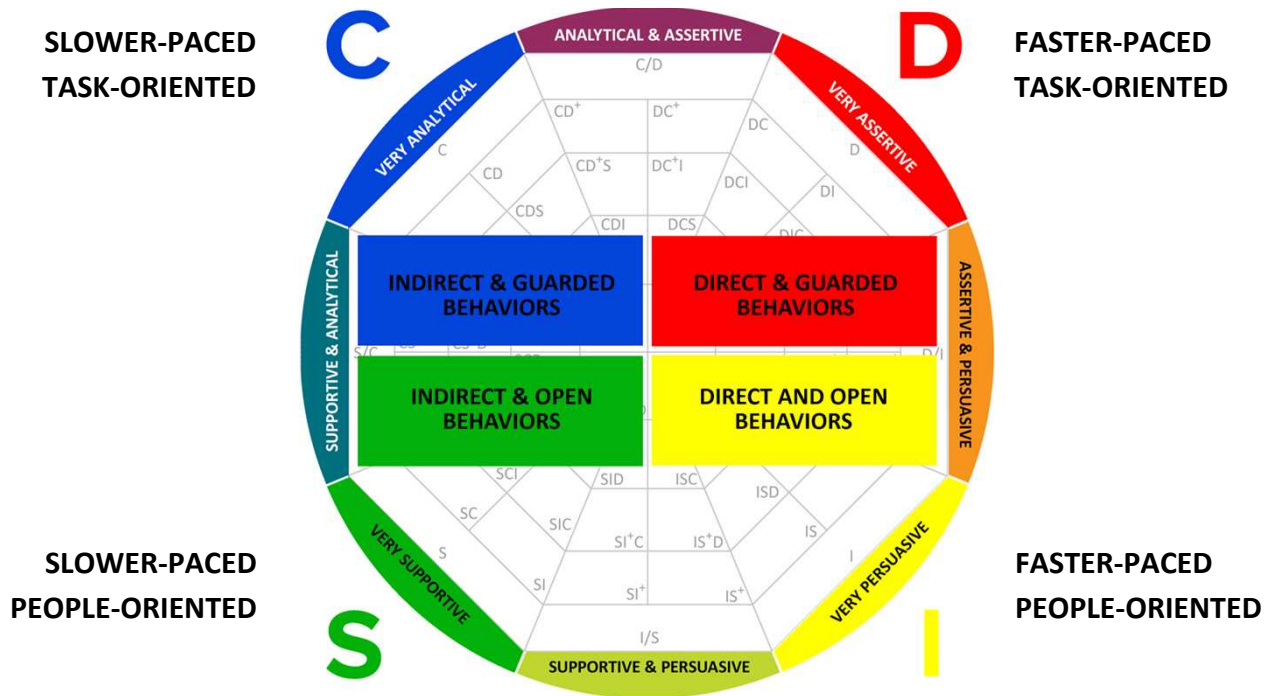 SLOWER-PACED
TASK-ORIENTED
C
D
FASTER-PACED
TASK-ORIENTED
ANALYTICAL & ASSERTIVE
VERY ANALYTICAL
VERY ASSERTIVE
C/D
CD+
DC+
DC
C
D
CD+S
DC+I
CD
DCI
DI
CDS
CDI
DCS
DIC
INDIRECT & GUARDED
BEHAVIORS
DIRECT & GUARDED
BEHAVIORS
SUPPORTIVE & ANALYTICAL
ASSERTIVE & PERSUASIVE
S/C
D/I
INDIRECT & OPEN
BEHAVIORS
DIRECT AND OPEN
BEHAVIORS
SCI
SID
ISC
ISD
SC
SIC
IS
SI+C
IS+D
S
I
SI
SI+
IS+
VERY SUPPORTIVE
VERY PERSUASIVE
I/S
SUPPORTIVE & PERSUASIVE
SLOWER-PACED
PEOPLE-ORIENTED
S
I
FASTER-PACED
PEOPLE-ORIENTED